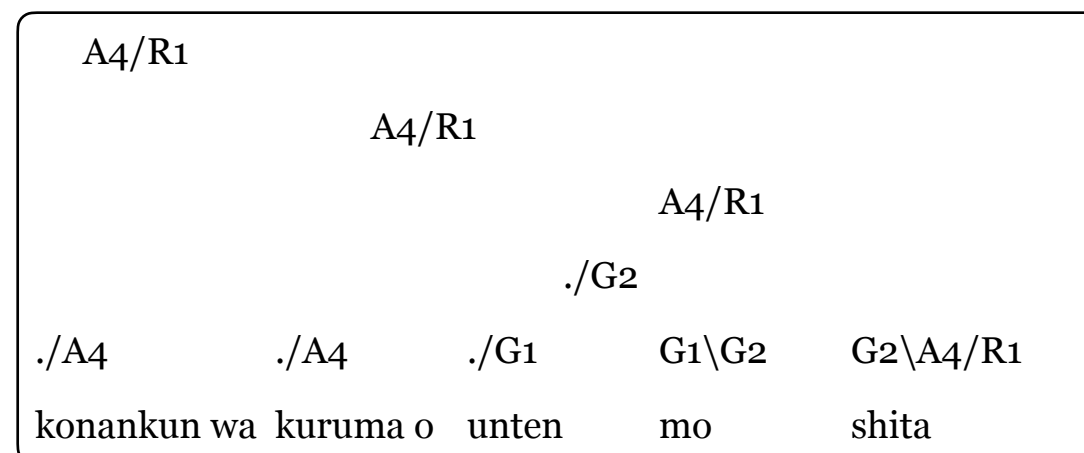 A4/R1
A4/R1
A4/R1
./G2
./A4 ./A4 ./G1 G1\G2 G2\A4/R1
konankun wa kuruma o unten mo shita